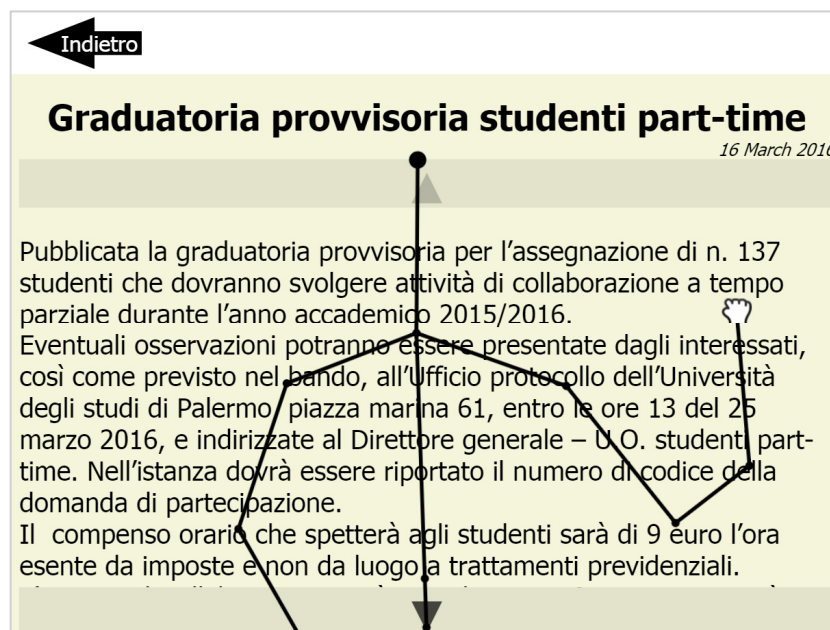 Indietro
Graduatoria provvisoria studenti part-time
16 March 2016
Pubblicata la graduatoria provvisoria per l’assegnazione di n. 137
studenti che dovranno svolgere attività di collaborazione a tempo
parziale durante l’anno accademico 2015/2016.
Eventuali osservazioni potranno essere presentate dagli interessati,
così come previsto nel bando, all’Ufficio protocollo dell’Università
degli studi di Palermo, piazza marina 61, entro le ore 13 del 25
marzo 2016, e indirizzate al Direttore generale – U.O. studenti part-
time. Nell’istanza dovrà essere riportato il numero di codice della
domanda di partecipazione.
Il  compenso orario che spetterà agli studenti sarà di 9 euro l’ora
esente da imposte e non da luogo a trattamenti previdenziali.